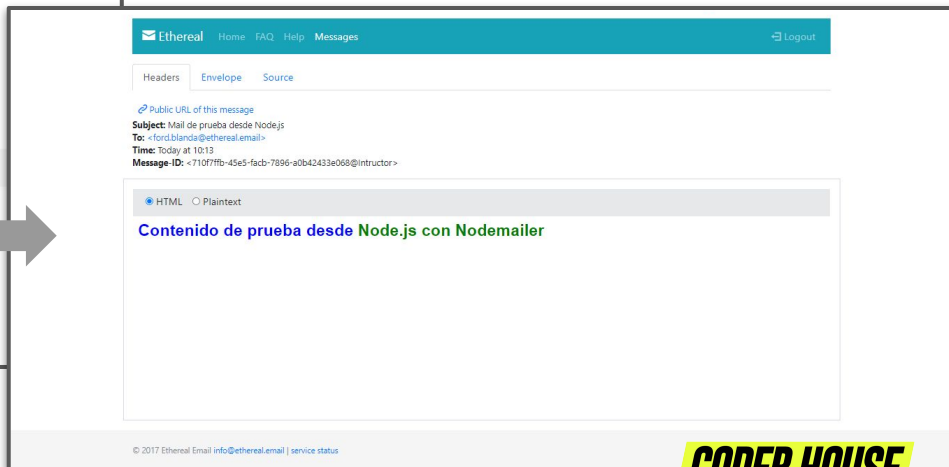 Ethereal Home FAQ Help Messages Logout
Headers Envelope Source
Public URL of this message
Subject: Mail de prueba desde Node.js
To: <ford.blanda@ethereal.email>
Time: Today at 10:13
Message-ID: <710f7ffb-45e5-facb-7896-a0b42433e068@Intructor>
HTML Plaintext
Contenido de prueba desde Node.js con Nodemailer
© 2017 Ethereal Email info@ethereal.email | service status
CODER HOUSE